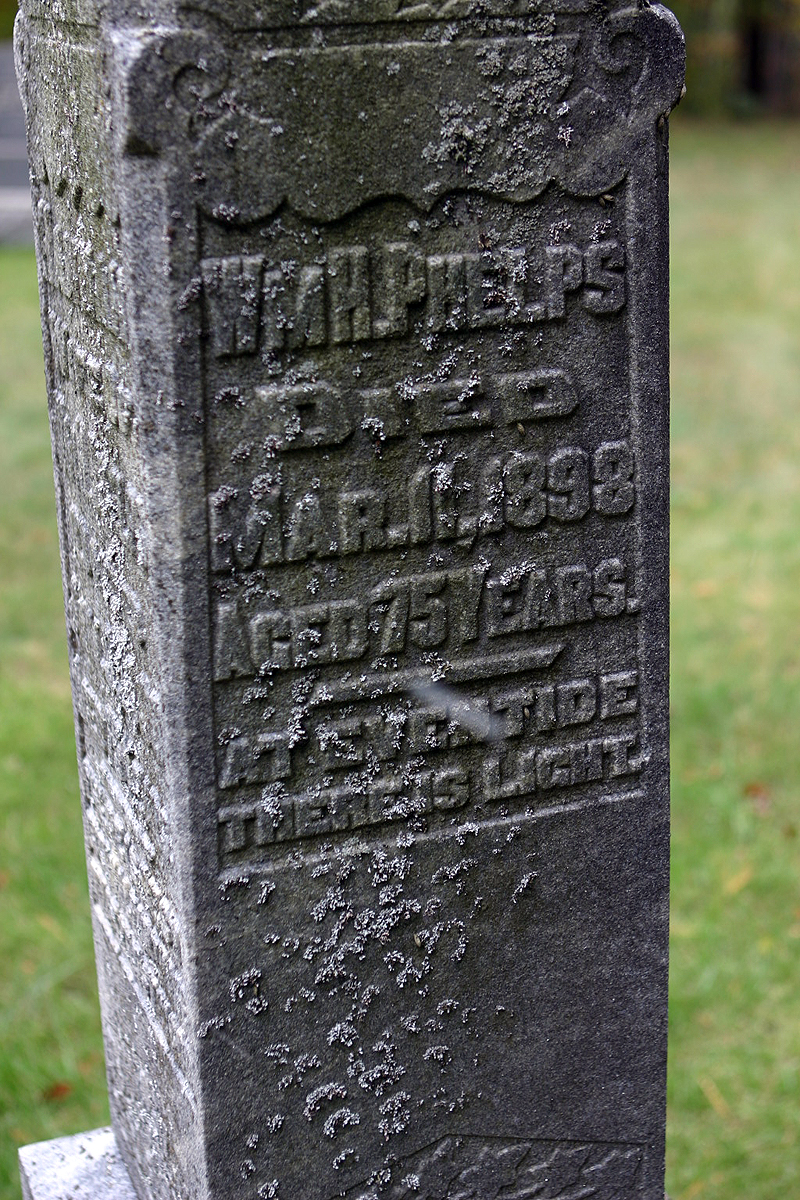 WM H. PHELPS
DIED
MAR. 11, 1898
AGED 75 YEARS.
AT EVENTIDE
THERE IS LIGHT.